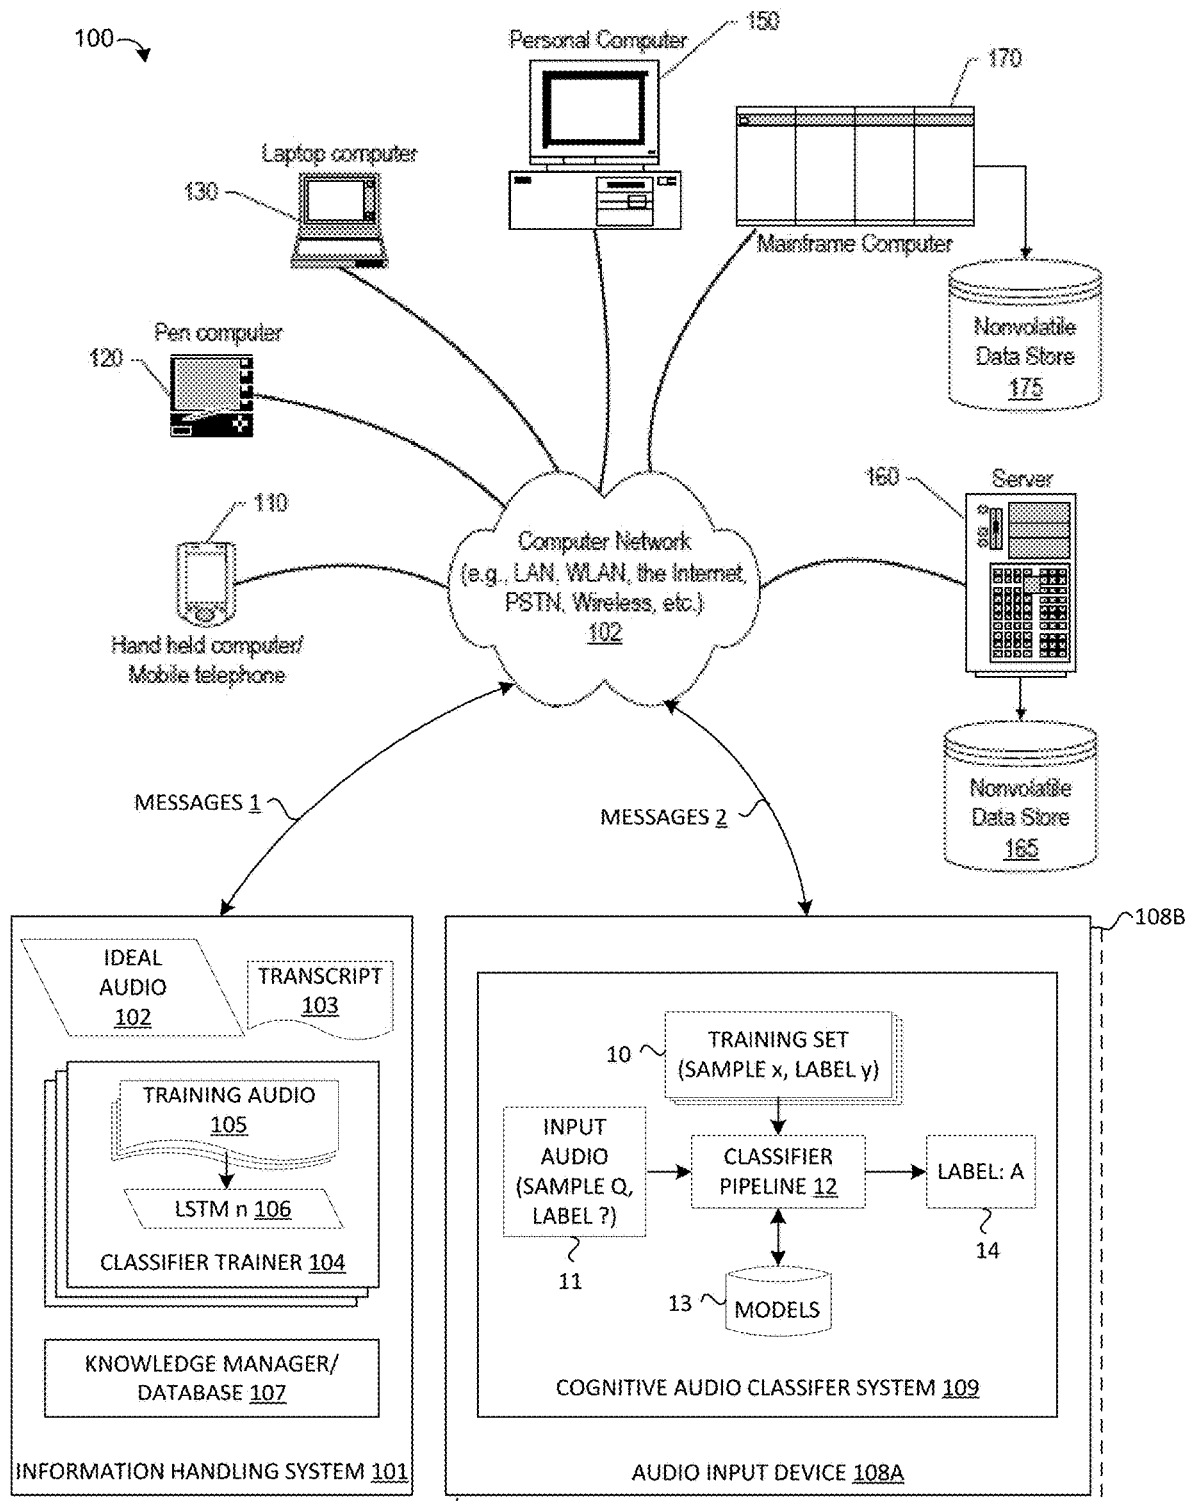 100
150
Personal Computer
170
Laptop computer
130
Mainframe Computer
Nonvolatile
Data Store
175
Pen computer
120
110
Hand held computer/
Mobile telephone
Computer Network
(e.g., LAN, WLAN, the Internet,
PSTN, Wireless, etc.)
102
160
Server
Nonvolatile
Data Store
165
MESSAGES 1
MESSAGES 2
108B
IDEAL
AUDIO
102
TRANSCRIPT
103
TRAINING AUDIO
105
LSTM n 106
CLASSIFIER TRAINER 104
KNOWLEDGE MANAGER/
DATABASE 107
INFORMATION HANDLING SYSTEM 101
10
TRAINING SET
(SAMPLE x, LABEL y)
INPUT
AUDIO
(SAMPLE Q,
LABEL ?)
11
CLASSIFIER
PIPELINE 12
LABEL: A
14
13
MODELS
COGNITIVE AUDIO CLASSIFER SYSTEM 109
AUDIO INPUT DEVICE 108A